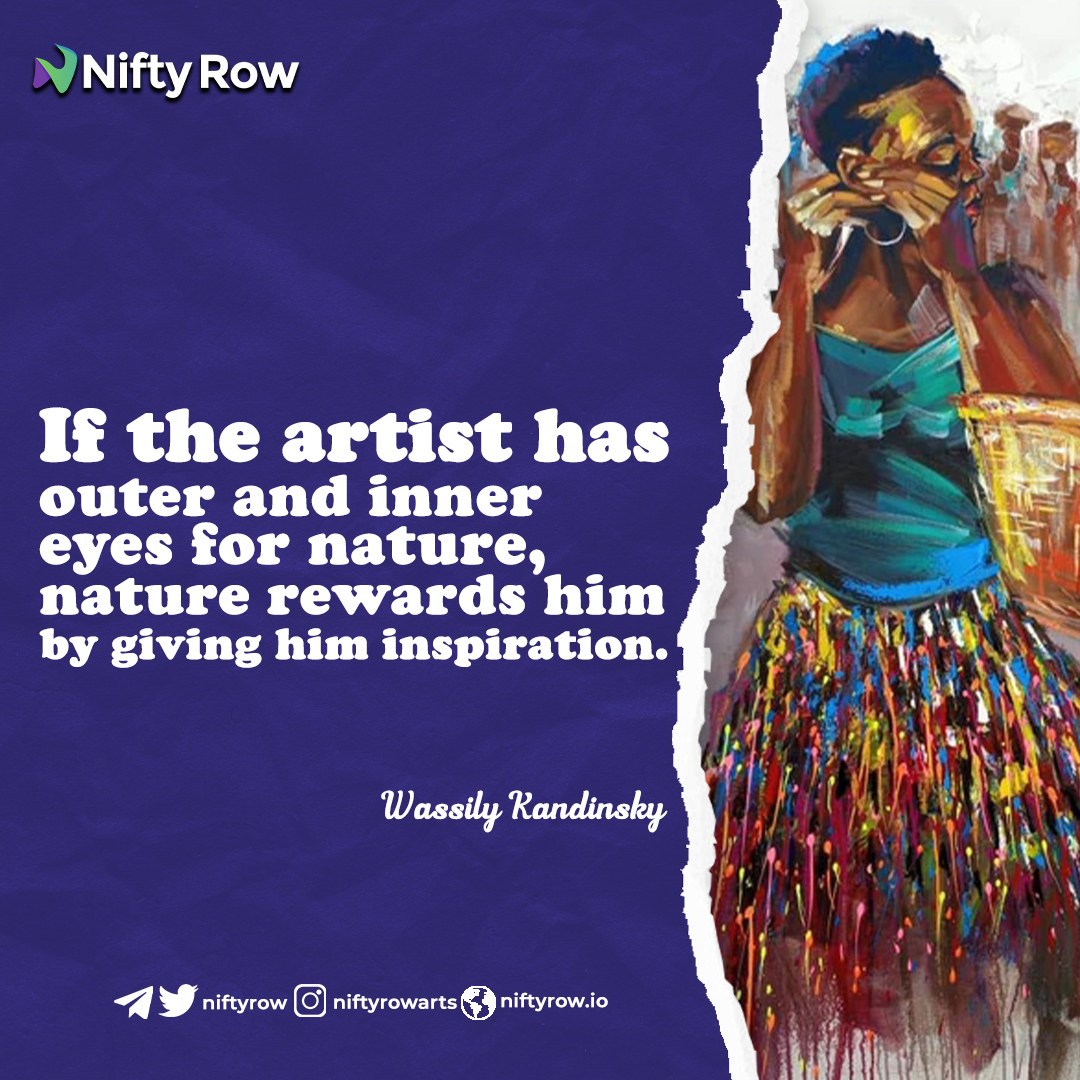 Nifty Row
If the artist has
outer and inner
eyes for nature,
nature rewards him
by giving him inspiration.
Wassily Kandinsky
niftyrow niftyrowarts niftyrow.io